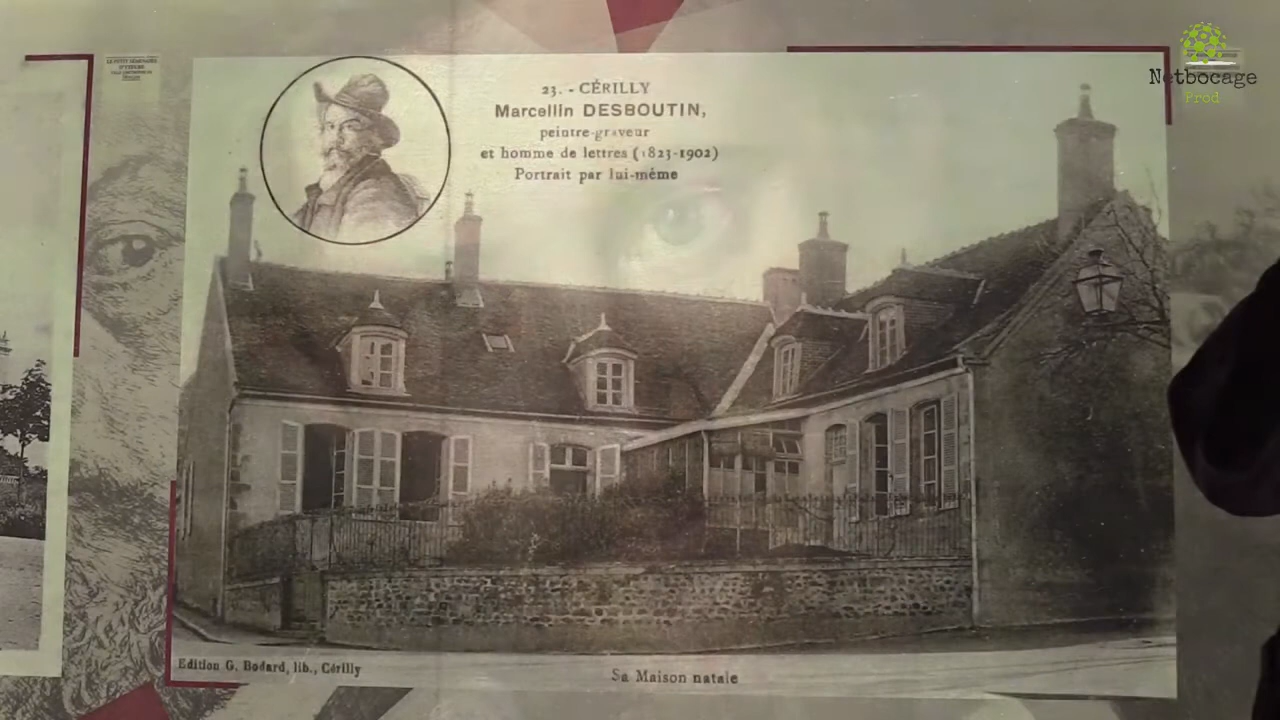 23. - CÉRILLY
Marcellin DESBOUTIN,
peintre-graveur
et homme de lettres (1823-1902)
Portrait par lui-même
Netbocage
Prod
Edition G. Bodard, lib., Cérilly
Sa Maison natale